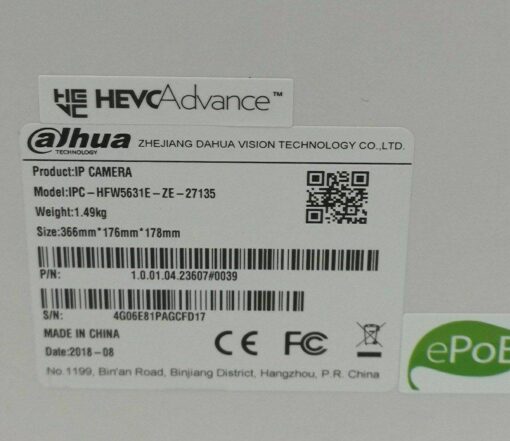 HEVC HEVCAdvance™
alhua ZHEJIANG DAHUA VISION TECHNOLOGY CO.,LTD.
TECHNOLOGY
Product:IP CAMERA
Model:IPC-HFW5631E-ZE-27135
Weight:1.49kg
Size:366mm*176mm*178mm
P/N: 1.0.01.04.23607#0039
S/N: 4G06E81PAGCFD17
MADE IN CHINA
Date:2018-08
CE FC
ePoE
No.1199, Bin'an Road, Binjiang District, Hangzhou, P.R. China